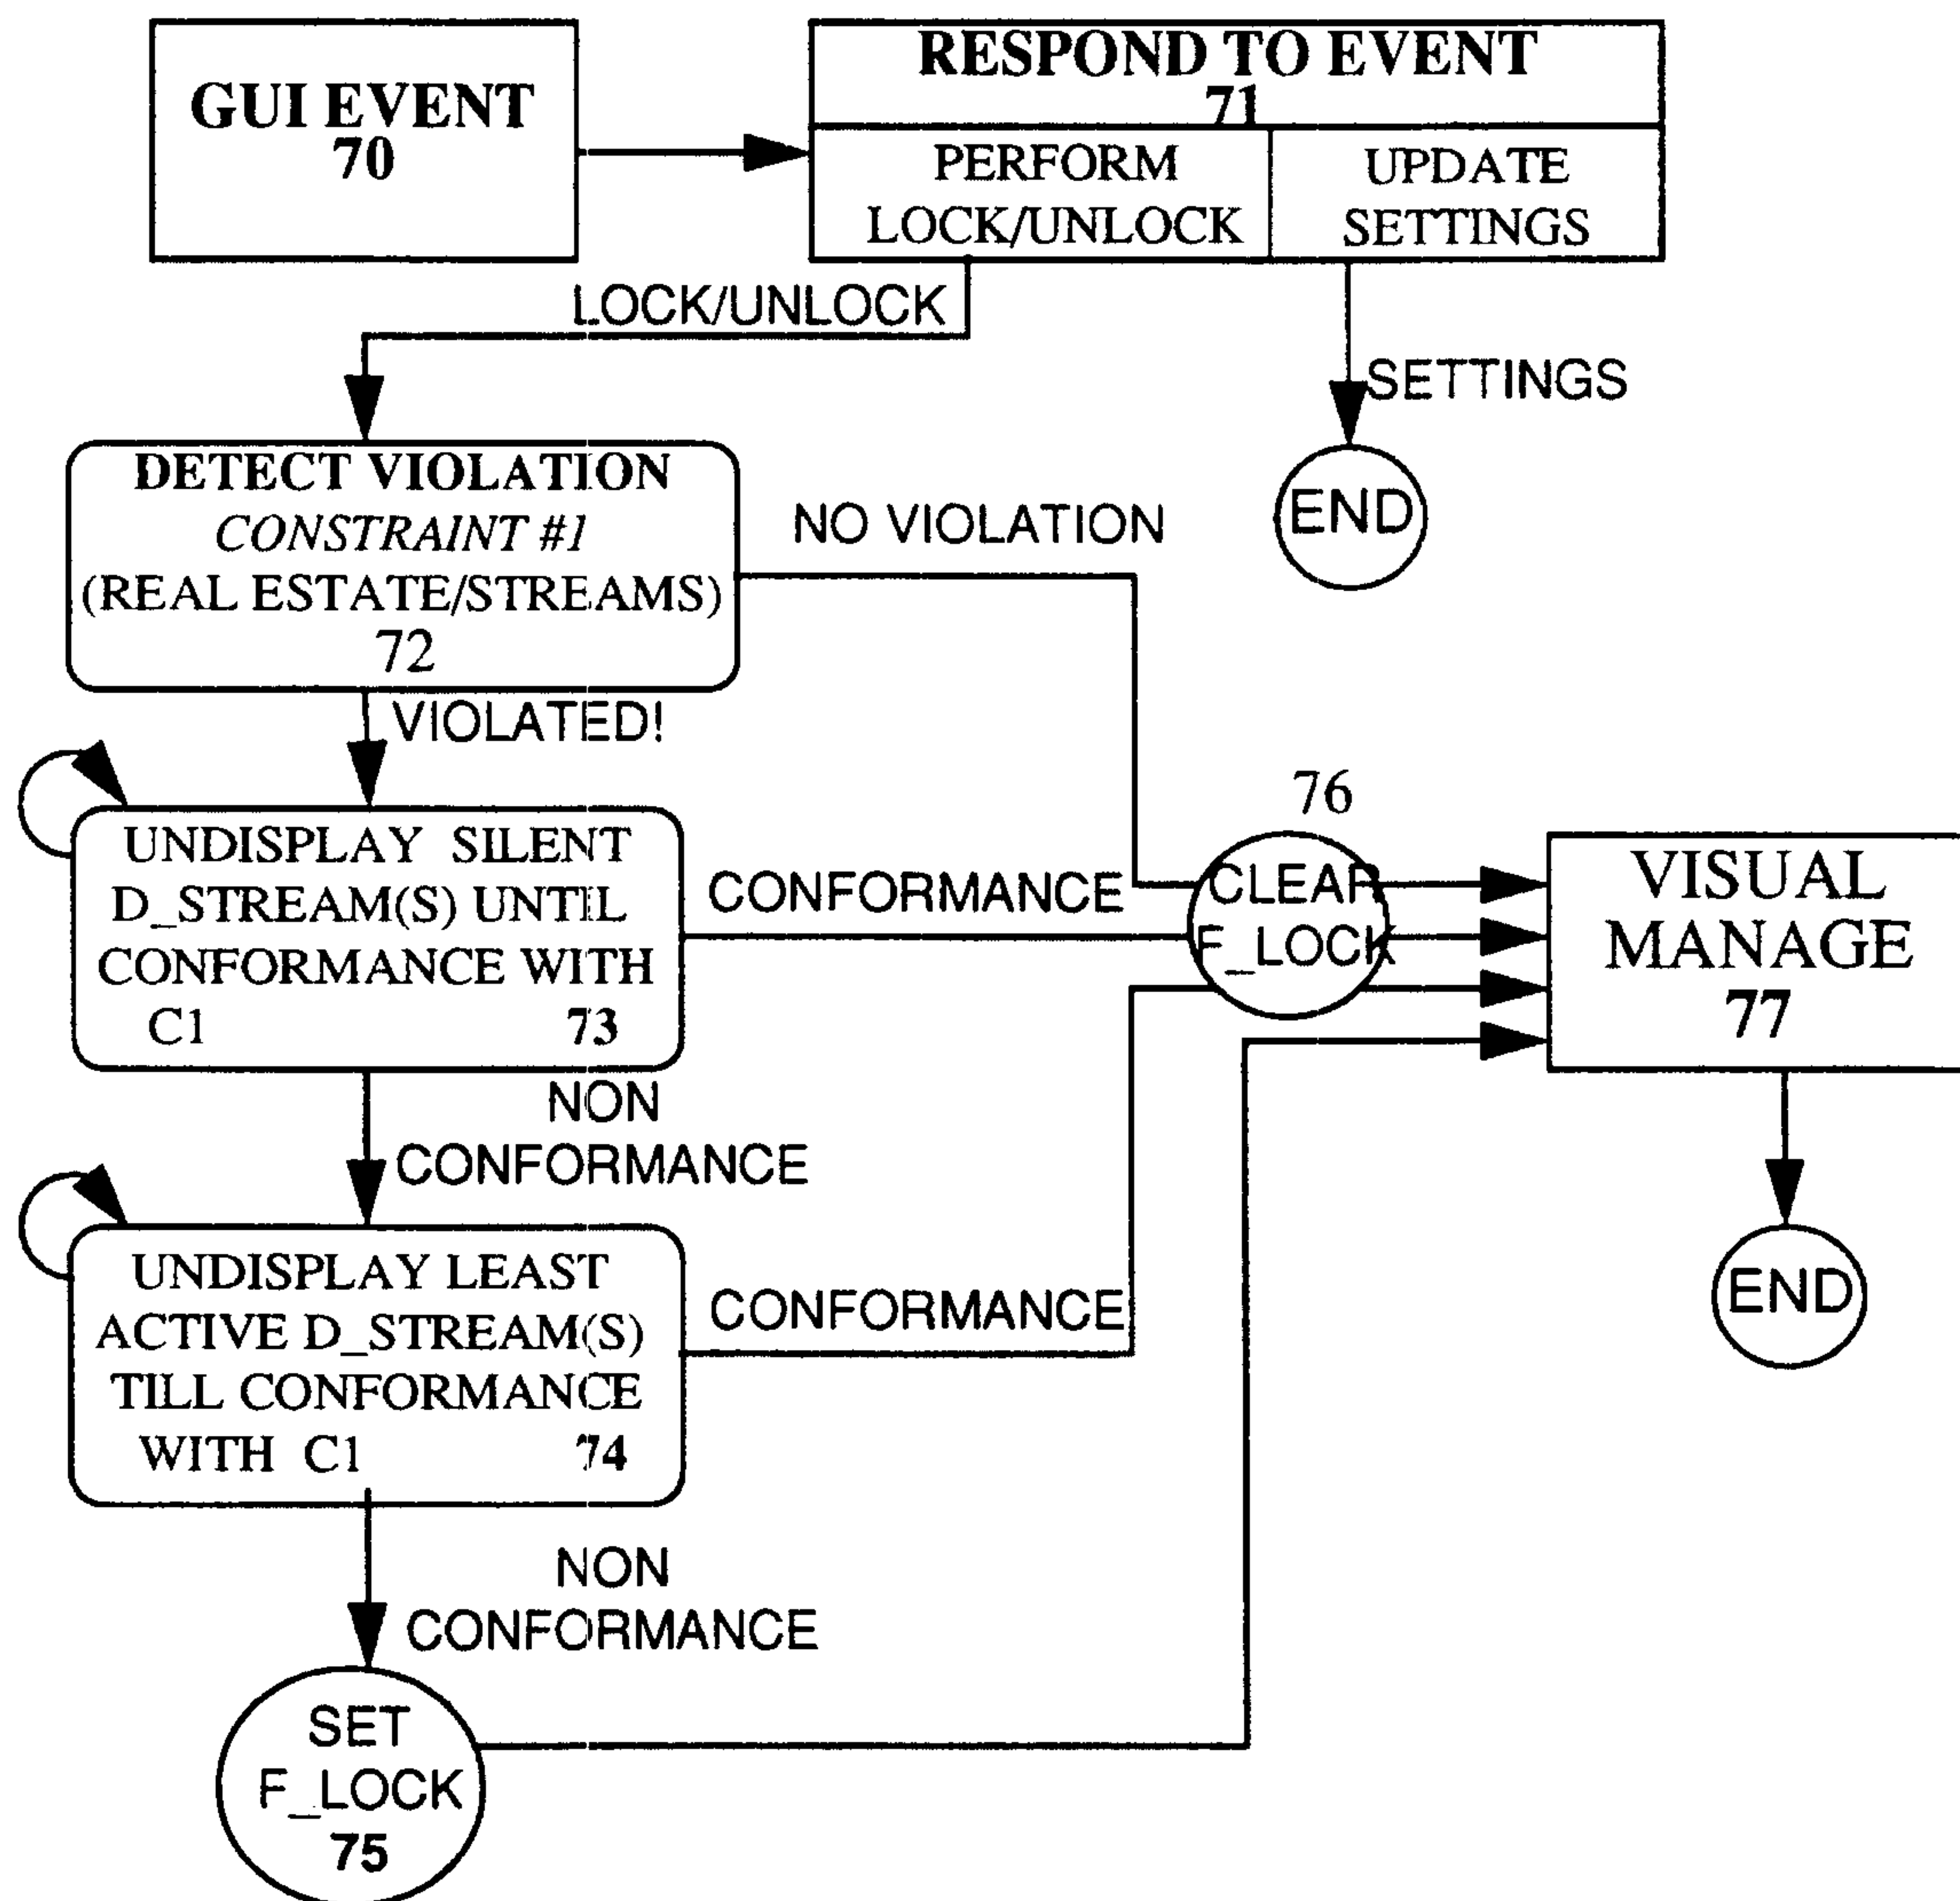 GUI EVENT
70
RESPOND TO EVENT
71
PERFORM
LOCK/UNLOCK
UPDATE
SETTINGS
LOCK/UNLOCK
SETTINGS
END
DETECT VIOLATION
CONSTRAINT #1
(REAL ESTATE/STREAMS)
72
NO VIOLATION
VIOLATED!
UNDISPLAY SILENT
D_STREAM(S) UNTIL
CONFORMANCE WITH
C1 73
CONFORMANCE
76
CLEAR
F_LOCK
VISUAL
MANAGE
77
NON
CONFORMANCE
UNDISPLAY LEAST
ACTIVE D_STREAM(S)
TILL CONFORMANCE
WITH C1 74
CONFORMANCE
END
NON
CONFORMANCE
SET
F_LOCK
75